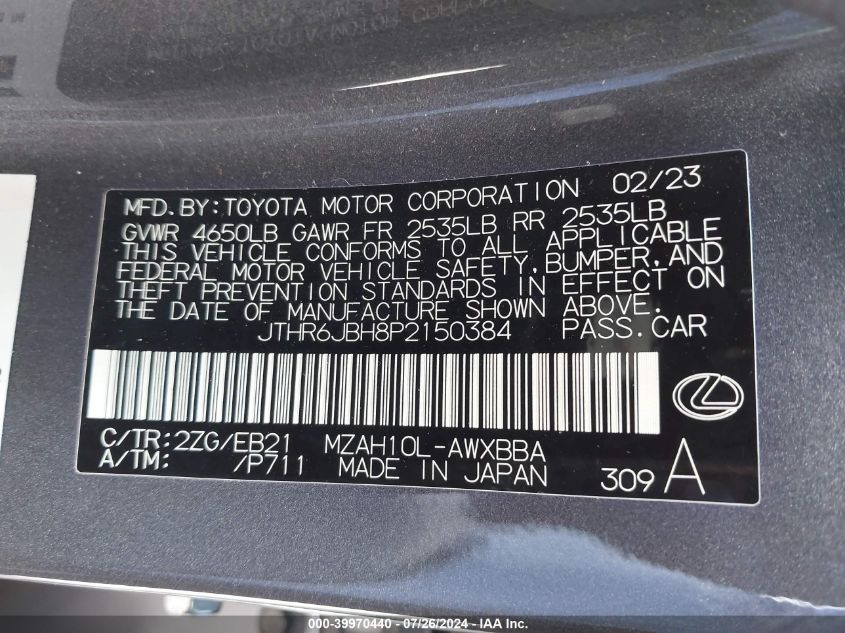 MFD.BY:TOYOTA MOTOR CORPORATION 02/23
GVWR 4650LB GAWR FR 2535LB RR 2535LB
THIS VEHICLE CONFORMS TO ALL APPLICABLE
FEDERAL MOTOR VEHICLE SAFETY,BUMPER,AND
THEFT PREVENTION STANDARDS IN EFFECT ON
THE DATE OF MANUFACTURE SHOWN ABOVE.
JTHR6JBH8P2150384 PASS.CAR
C/TR:2ZG/EB21 MZAH10L-AWXBBA
A/TM: /P711 MADE IN JAPAN 309 A
000-39970440 - 07/26/2024 - IAAI, Inc.